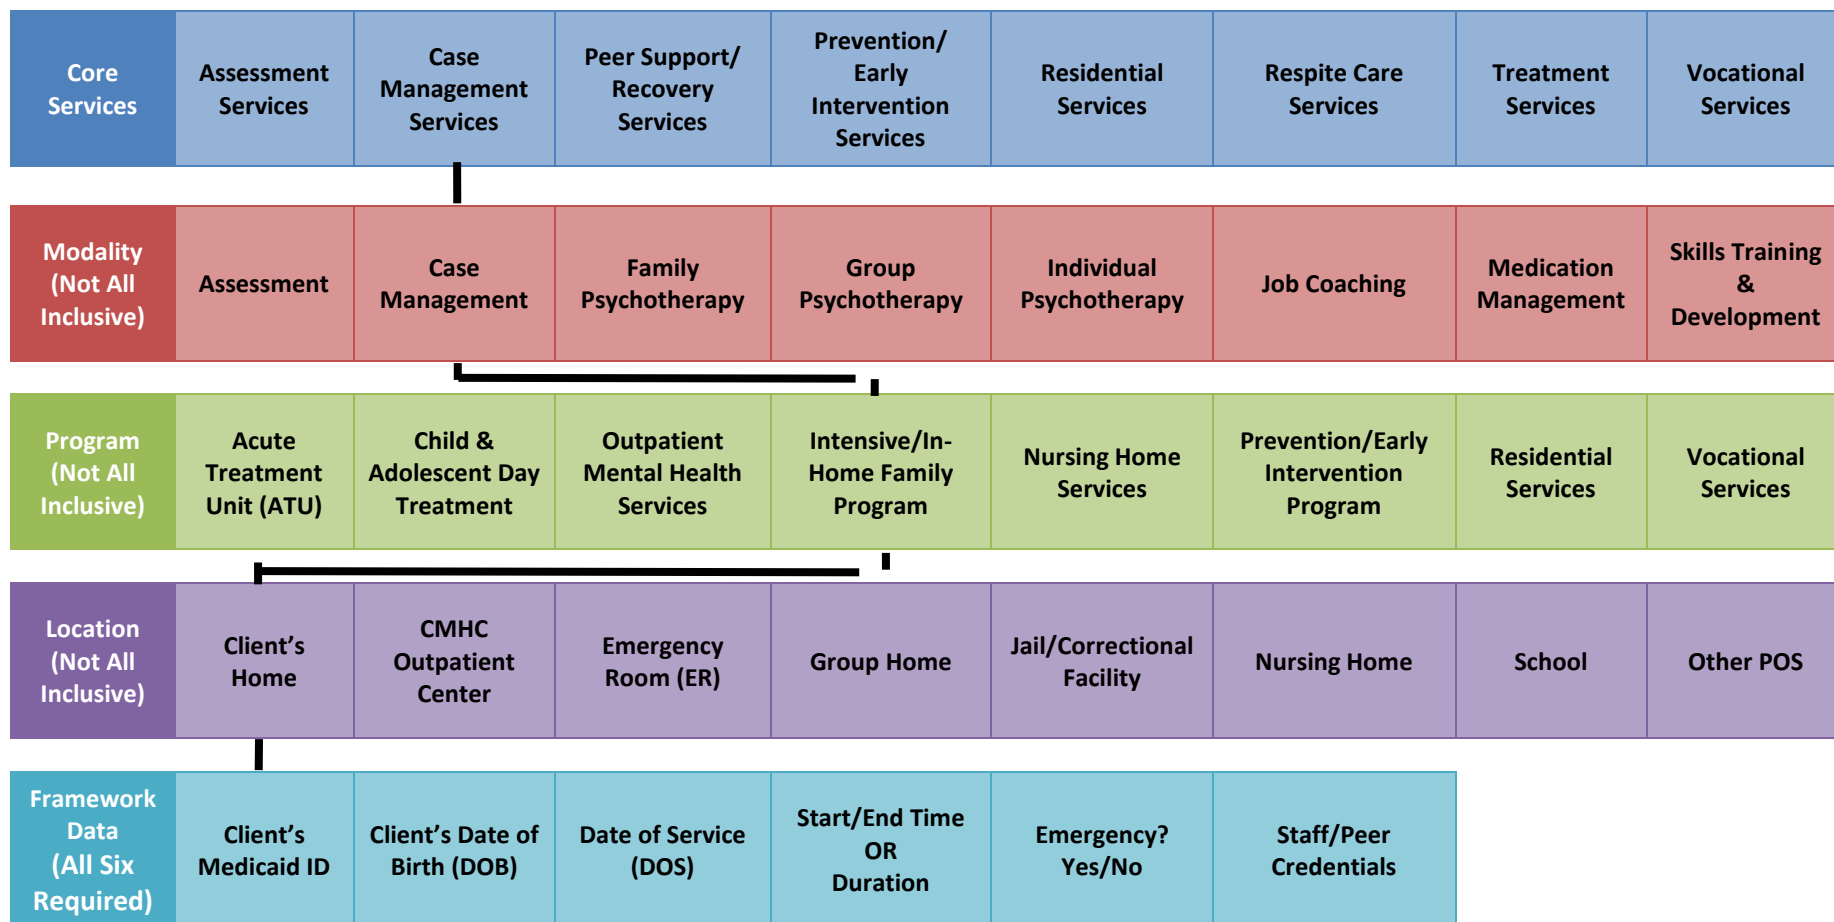 Core
Services
Assessment
Services
Case
Management
Services
Peer Support/
Recovery
Services
Prevention/
Early
Intervention
Services
Residential
Services
Respite Care
Services
Treatment
Services
Vocational
Services
Modality
(Not All
Inclusive)
Assessment
Case
Management
Family
Psychotherapy
Group
Psychotherapy
Individual
Psychotherapy
Job Coaching
Medication
Management
Skills Training
&
Development
Program
(Not All
Inclusive)
Acute
Treatment
Unit (ATU)
Child &
Adolescent Day
Treatment
Outpatient
Mental Health
Services
Intensive/In-
Home Family
Program
Nursing Home
Services
Prevention/Early
Intervention
Program
Residential
Services
Vocational
Services
Location
(Not All
Inclusive)
Client’s
Home
CMHC
Outpatient
Center
Emergency
Room (ER)
Group Home
Jail/Correctional
Facility
Nursing Home
School
Other POS
Framework
Data
(All Six
Required)
Client’s
Medicaid ID
Client’s Date of
Birth (DOB)
Date of Service
(DOS)
Start/End Time
OR
Duration
Emergency?
Yes/No
Staff/Peer
Credentials